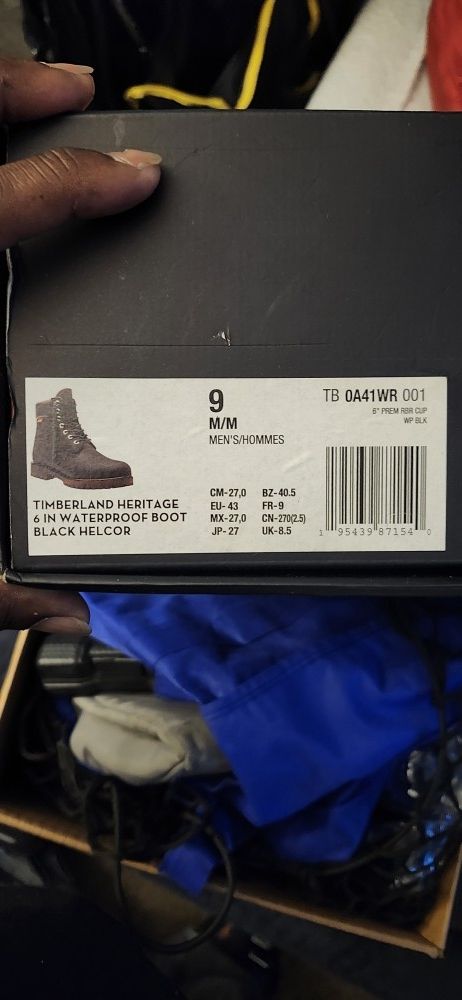 9
M/M
MEN'S/HOMMES
TB 0A41WR 001
6" PREM RBR CUP
WP BLK
TIMBERLAND HERITAGE
6 IN WATERPROOF BOOT
BLACK HELCOR
CM-27,0 BZ-40.5
EU-43 FR-9
MX-27,0 CN-270(2.5)
JP-27 UK-8.5
1 95439 87154 0